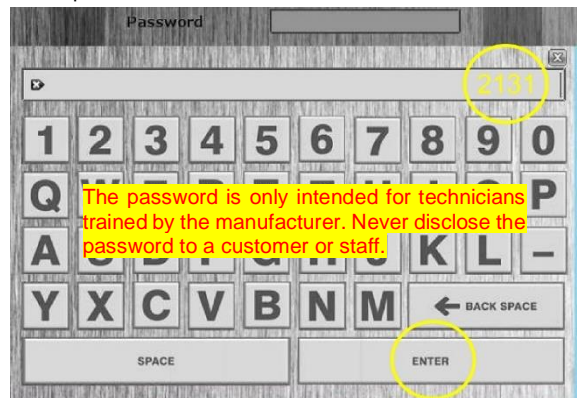 Password
2131
1 2 3 4 5 6 7 8 9 0
Q P
The password is only intended for technicians
trained by the manufacturer. Never disclose the
password to a customer or staff.
A K L –
Y X C V B N M BACK SPACE
SPACE ENTER